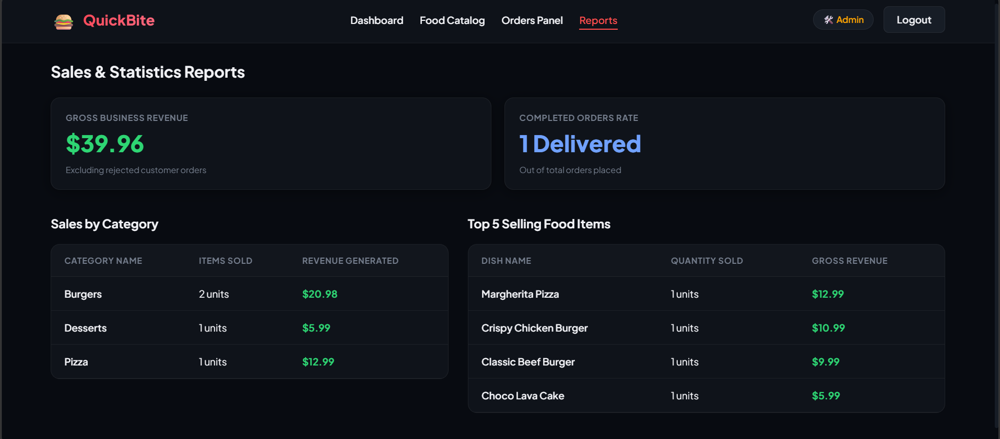 QuickBite
Dashboard Food Catalog Orders Panel Reports
Admin
Logout
Sales & Statistics Reports
GROSS BUSINESS REVENUE
$39.96
Excluding rejected customer orders
COMPLETED ORDERS RATE
1 Delivered
Out of total orders placed
Sales by Category
CATEGORY NAME ITEMS SOLD REVENUE GENERATED
Burgers 2 units $20.98
Desserts 1 units $5.99
Pizza 1 units $12.99
Top 5 Selling Food Items
DISH NAME QUANTITY SOLD GROSS REVENUE
Margherita Pizza 1 units $12.99
Crispy Chicken Burger 1 units $10.99
Classic Beef Burger 1 units $9.99
Choco Lava Cake 1 units $5.99